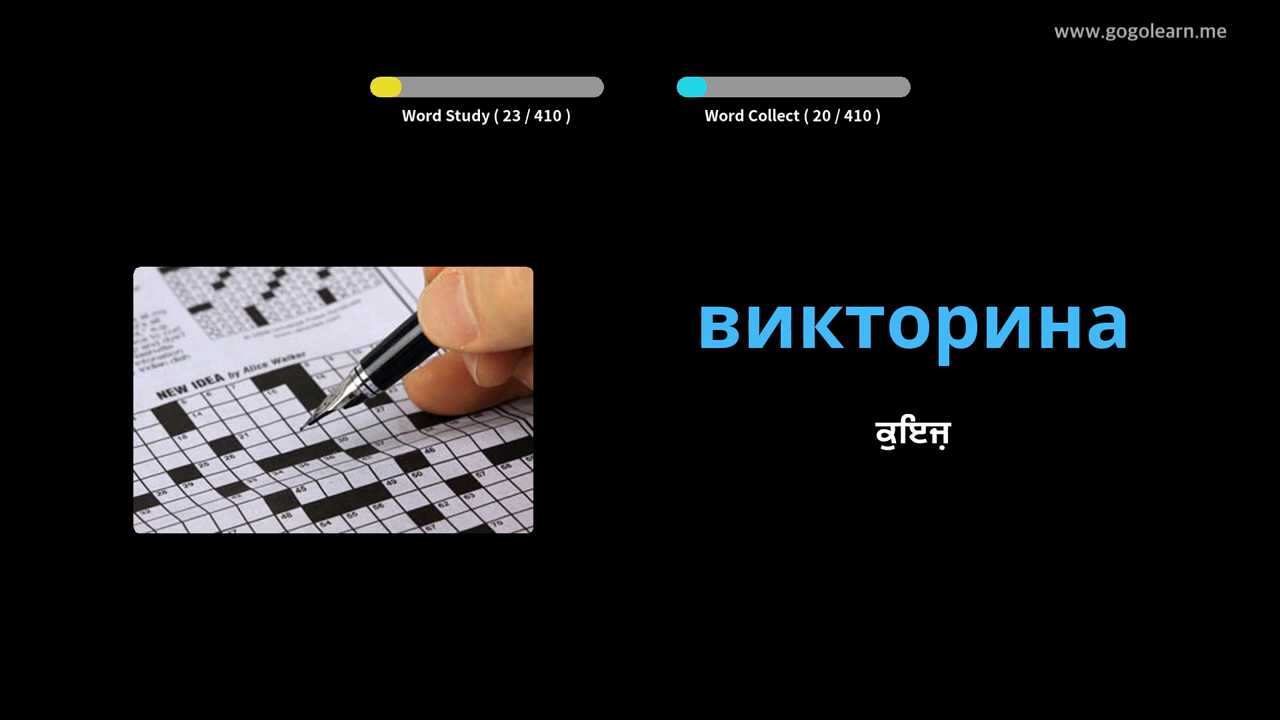 www.gogolearn.me
Word Study ( 23 / 410 )
Word Collect ( 20 / 410 )
NEW IDEA by Alice Walker
викторина
ਕੁਇਜ਼